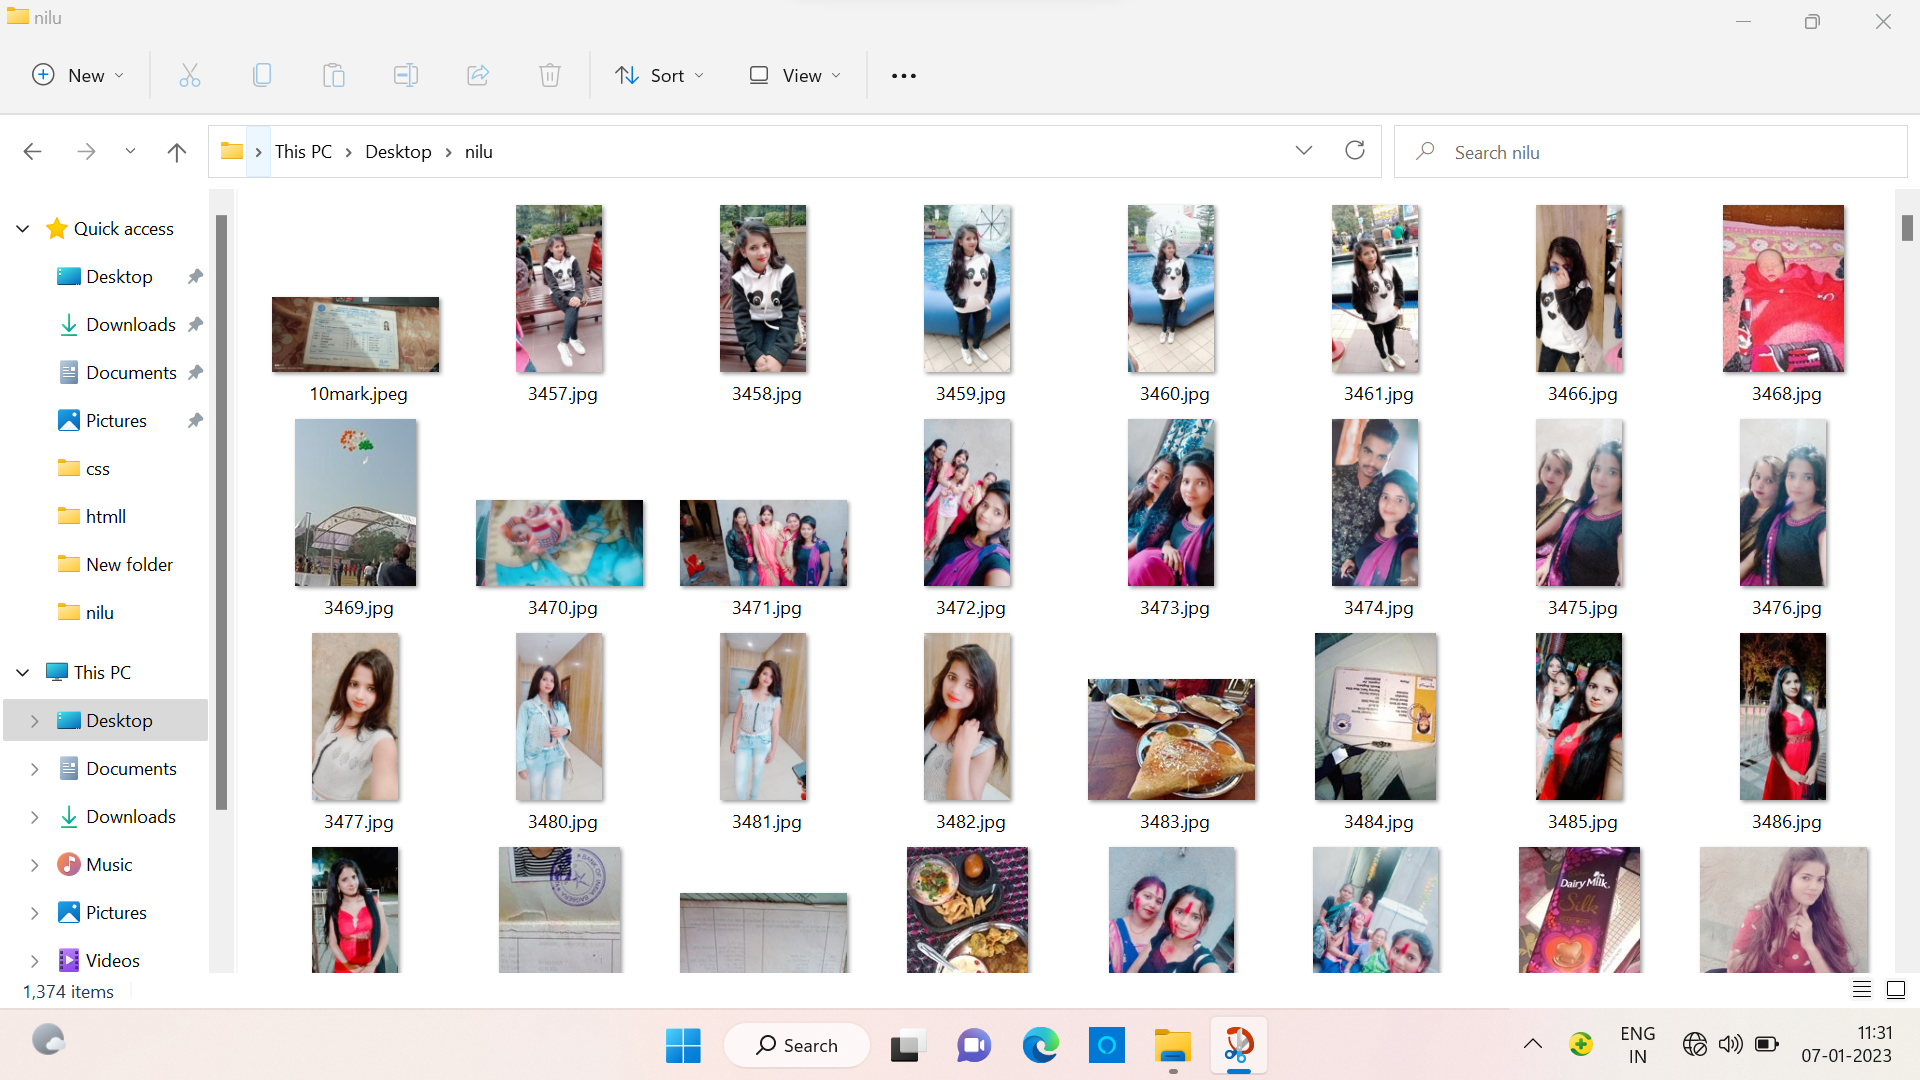 nilu
New
Sort
View
This PC
Desktop
nilu
Search nilu
Quick access
Desktop
Downloads
Documents
Pictures
css
htmll
New folder
nilu
This PC
Desktop
Documents
Downloads
Music
Pictures
Videos
10mark.jpeg
3457.jpg
3458.jpg
3459.jpg
3460.jpg
3461.jpg
3466.jpg
3468.jpg
3469.jpg
3470.jpg
3471.jpg
3472.jpg
3473.jpg
3474.jpg
3475.jpg
3476.jpg
3477.jpg
3480.jpg
3481.jpg
3482.jpg
3483.jpg
3484.jpg
3485.jpg
3486.jpg
BANK OF INDIA
Dairy Milk
Silk
1,374 items
Search
ENG
IN
11:31
07-01-2023